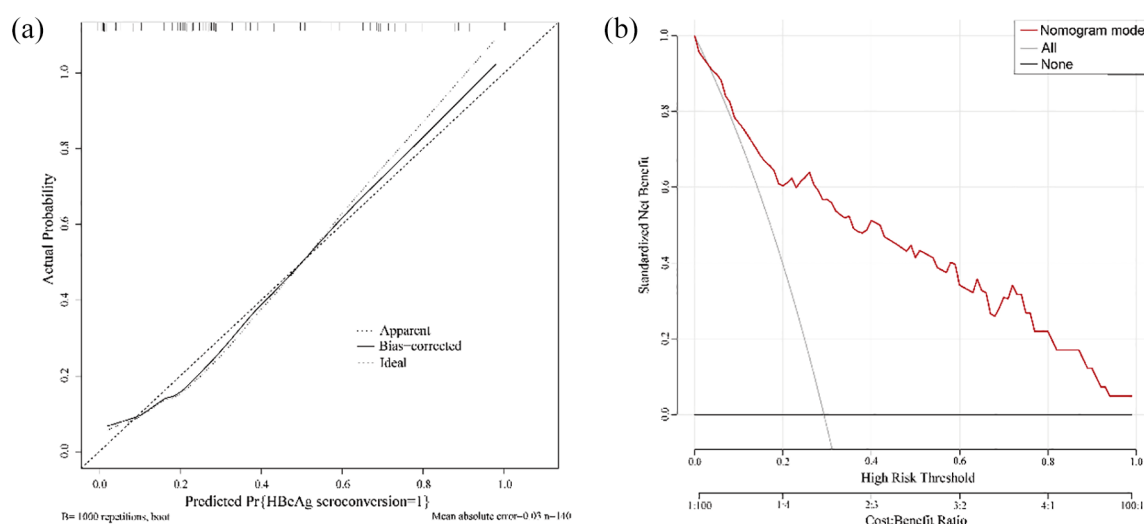 (a)
1.0
0.8
0.6
0.4
0.2
0.0
Actual Probability
Apparent
Bias-corrected
Ideal
0.0 0.2 0.4 0.6 0.8 1.0
Predicted Pr{HBeAg seroconversion=1}
B= 1000 repetitions, boot
Mean absolute error=0.03 n=140
(b)
Nomogram mode
All
None
1.0
0.8
0.6
0.4
0.2
0.0
Standardized Net Benefit
0.0 0.2 0.4 0.6 0.8 1.0
High Risk Threshold
1:100 1:4 2:3 3:2 4:1 100:1
Cost:Benefit Ratio